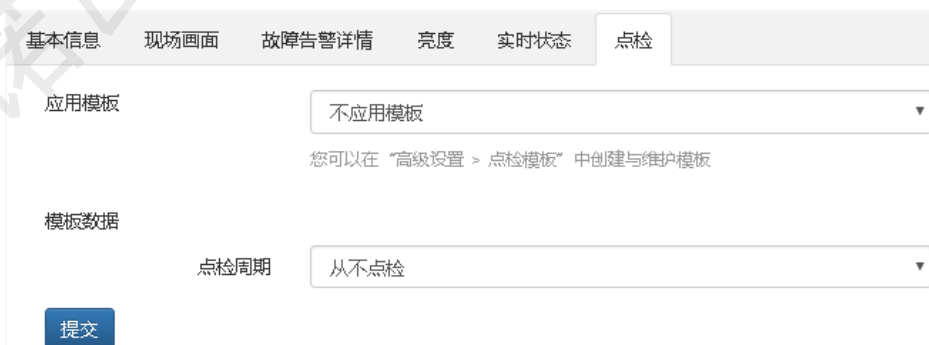 基本信息 现场画面 故障告警详情 亮度 实时状态 点检
应用模板 不应用模板
您可以在 "高级设置 > 点检模板" 中创建与维护模板
模板数据
点检周期 从不点检
提交